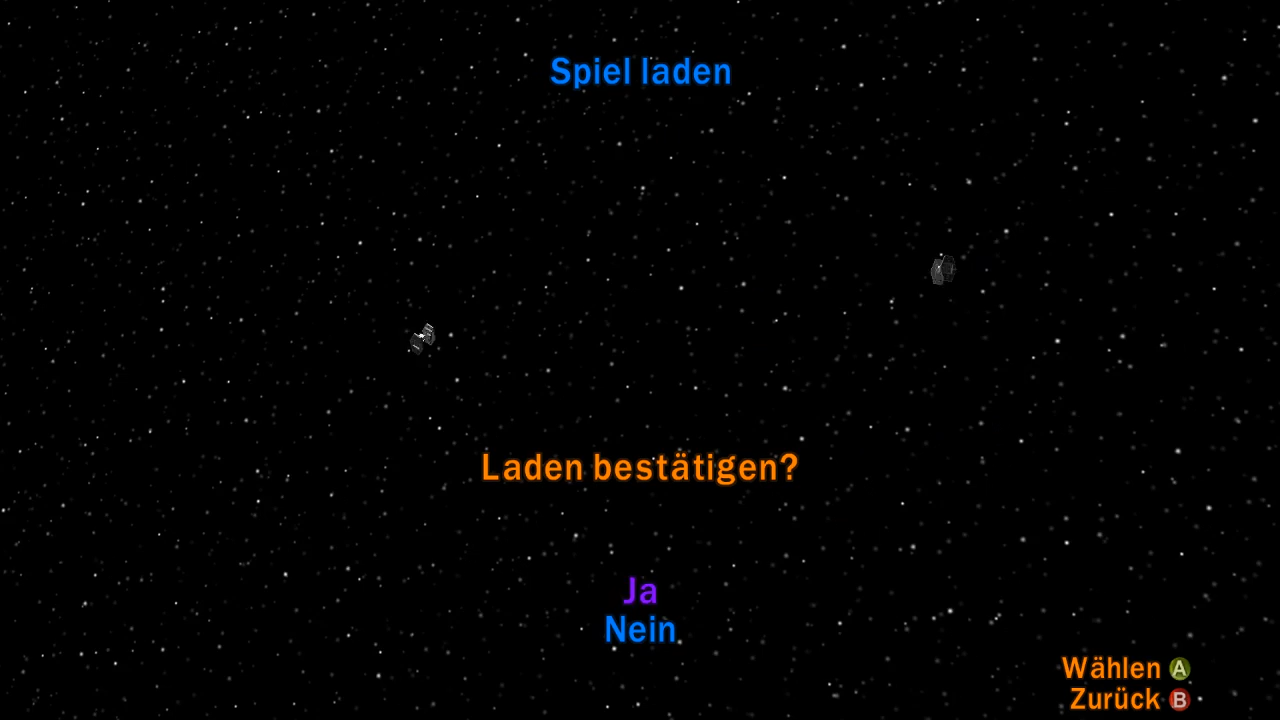 Spiel laden
Laden bestätigen?
Ja
Nein
Wählen A
Zurück B